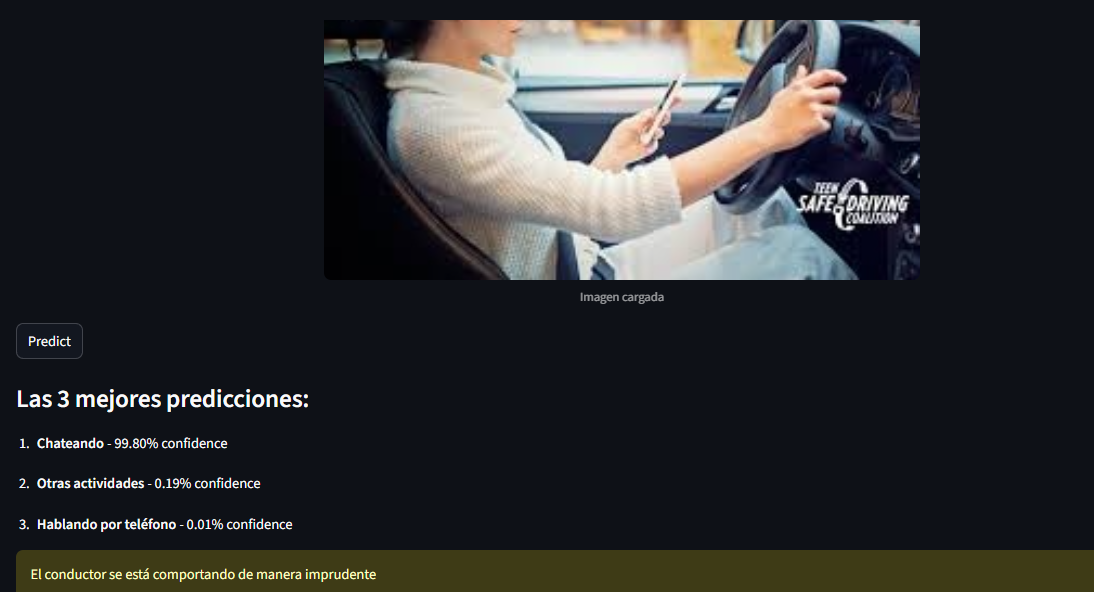 TEEN
SAFE DRIVING
COALITION
Imagen cargada
Predict
Las 3 mejores predicciones:
1. Chateando - 99.80% confidence
2. Otras actividades - 0.19% confidence
3. Hablando por teléfono - 0.01% confidence
El conductor se está comportando de manera imprudente